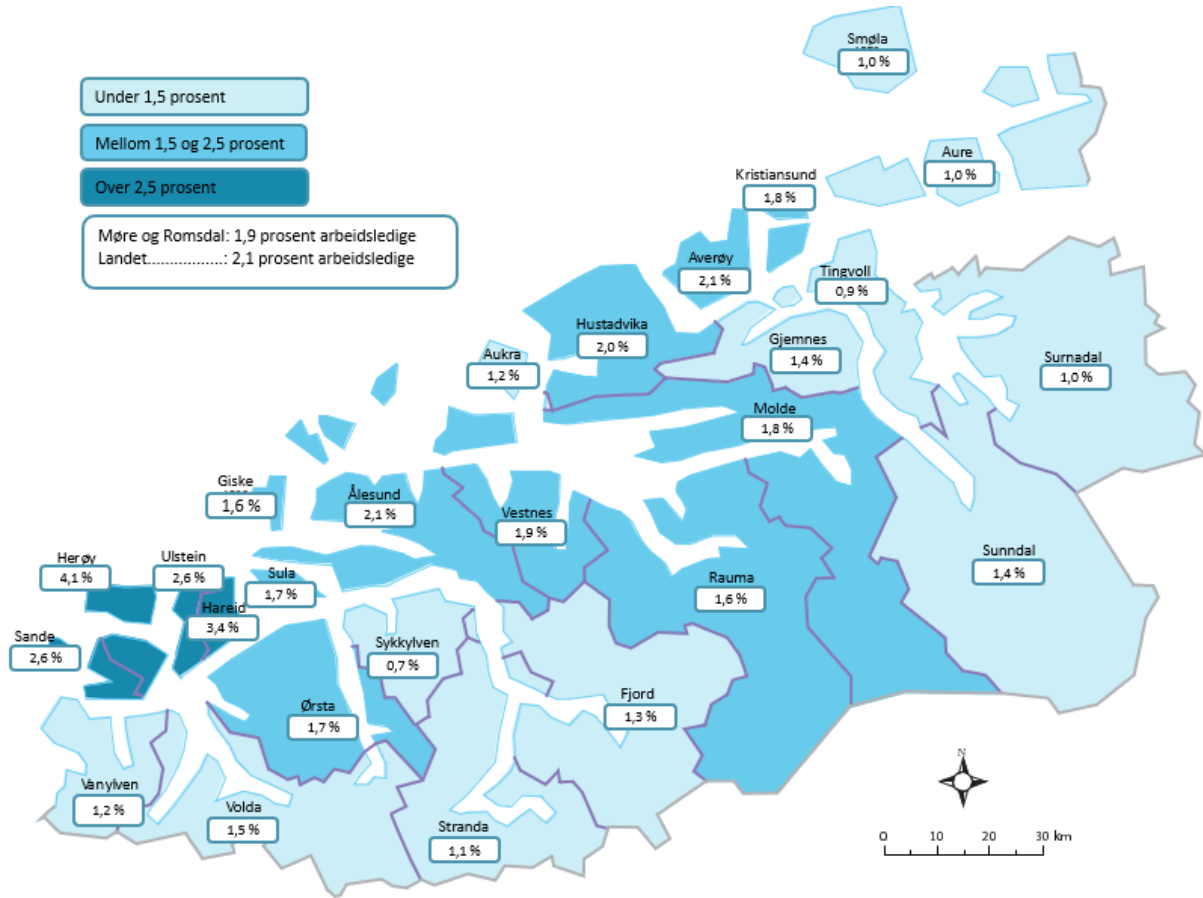 Smøla
1,0 %
Under 1,5 prosent
Mellom 1,5 og 2,5 prosent
Over 2,5 prosent
Møre og Romsdal: 1,9 prosent arbeidsledige
Landet.................: 2,1 prosent arbeidsledige
Aure
1,0 %
Kristiansund
1,8 %
Averøy
2,1 %
Tingvoll
0,9 %
Hustadvika
2,0 %
Gjemnes
1,4 %
Aukra
1,2 %
Surnadal
1,0 %
Molde
1,8 %
Giske
1,6 %
Ålesund
2,1 %
Vestnes
1,9 %
Herøy
4,1 %
Ulstein
2,6 %
Sula
1,7 %
Rauma
1,6 %
Sunndal
1,4 %
Hareid
3,4 %
Sande
2,6 %
Sykkylven
0,7 %
Ørsta
1,7 %
Fjord
1,3 %
Vanylven
1,2 %
Volda
1,5 %
Stranda
1,1 %
N
0 10 20 30 km